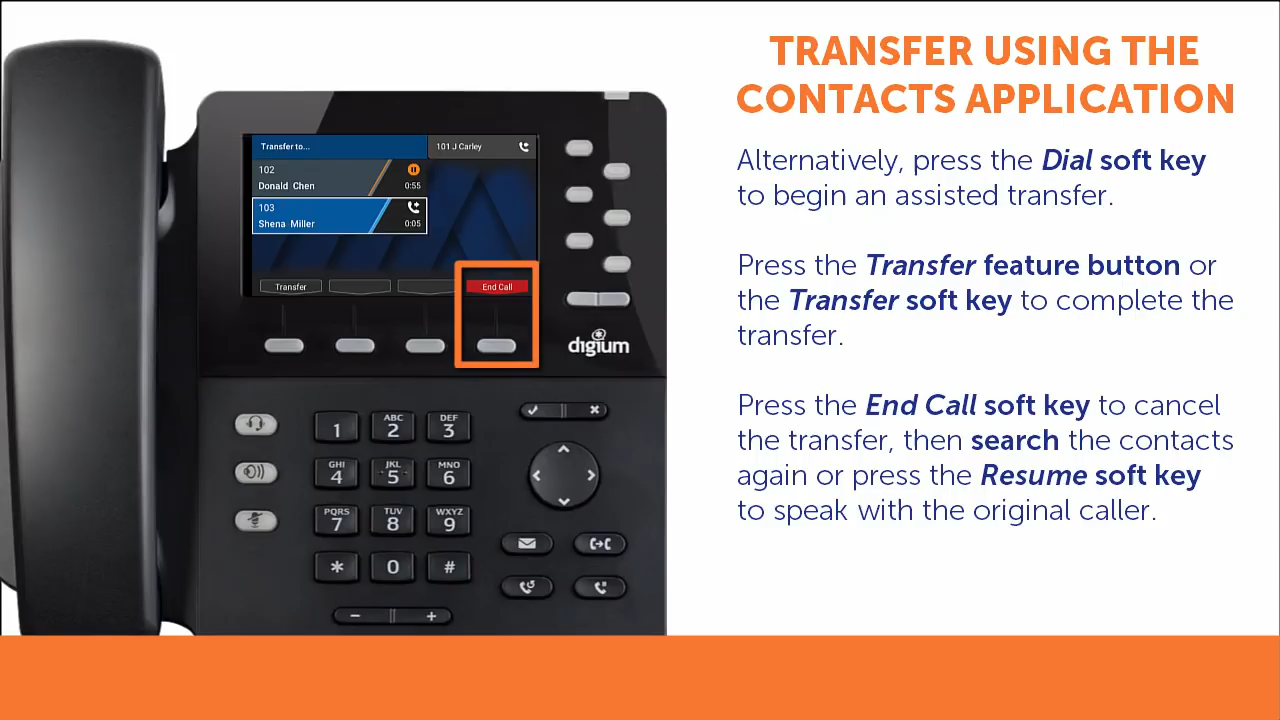 TRANSFER USING THE
CONTACTS APPLICATION
Alternatively, press the Dial soft key
to begin an assisted transfer.
Press the Transfer feature button or
the Transfer soft key to complete the
transfer.
Press the End Call soft key to cancel
the transfer, then search the contacts
again or press the Resume soft key
to speak with the original caller.
Transfer to...
101 J Carley
102
Donald Chen
0:55
103
Shena Miller
0:05
Transfer
End Call
digium
1
ABC
2
DEF
3
GHI
4
JKL
5
MNO
6
PQRS
7
TUV
8
WXYZ
9
*
0
#
− +